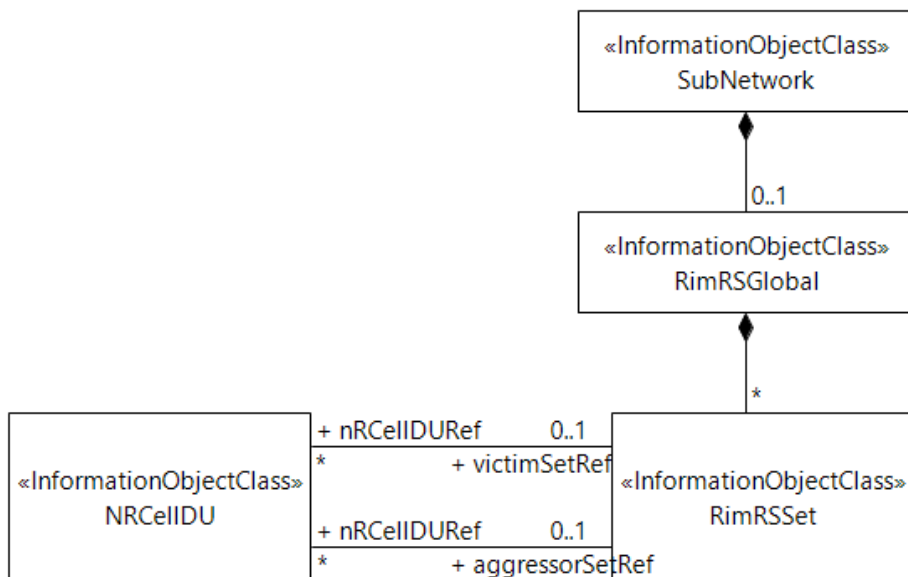 «InformationObjectClass»
SubNetwork
0..1
«InformationObjectClass»
RimRSGlobal
*
+ nRCellDURef 0..1
* + victimSetRef
«InformationObjectClass»
NRCellDU
«InformationObjectClass»
RimRSSet
+ nRCellDURef 0..1
* + aggressorSetRef